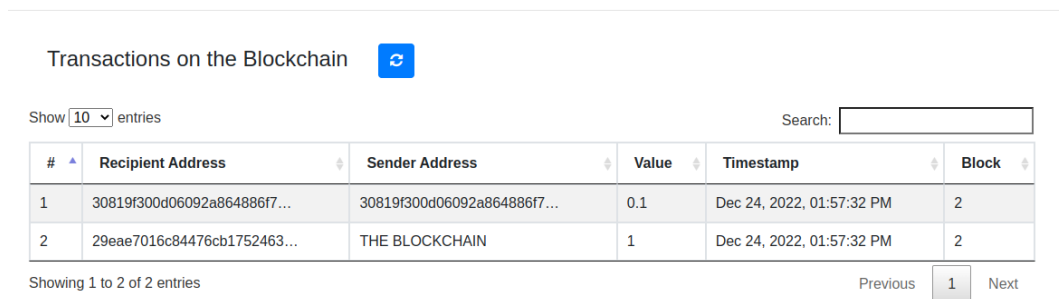 Transactions on the Blockchain
Show 10 entries
Search:
# Recipient Address Sender Address Value Timestamp Block
1 30819f300d06092a864886f7… 30819f300d06092a864886f7… 0.1 Dec 24, 2022, 01:57:32 PM 2
2 29eae7016c84476cb1752463… THE BLOCKCHAIN 1 Dec 24, 2022, 01:57:32 PM 2
Showing 1 to 2 of 2 entries
Previous 1 Next